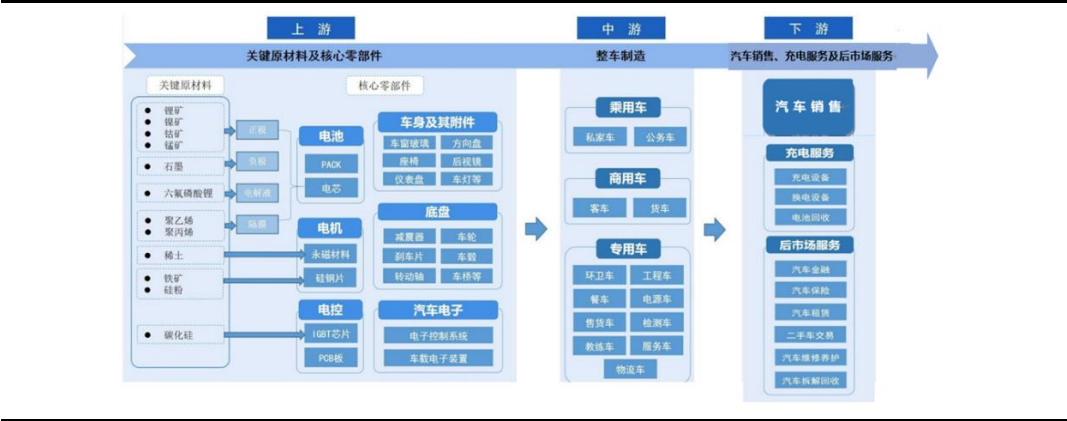 上 游
中 游
下 游
关键原材料及核心零部件
整车制造
汽车销售、充电服务及后市场服务
关键原材料
核心零部件
● 锂矿
● 镍矿
● 钴矿
● 锰矿
● 石墨
● 六氟磷酸锂
● 聚乙烯
● 聚丙烯
● 稀土
● 铁矿
● 硅粉
● 碳化硅
正极
负极
电解液
隔膜
电池
PACK
电芯
电机
永磁材料
硅钢片
电控
IGBT芯片
PCB板
车身及其附件
车窗玻璃
方向盘
座椅
后视镜
仪表盘
车灯等
底盘
减震器
车轮
刹车片
车毂
转动轴
车桥等
汽车电子
电子控制系统
车载电子装置
乘用车
私家车
公务车
商用车
客车
货车
专用车
环卫车
工程车
餐车
电源车
售货车
检测车
教练车
服务车
物流车
汽车销售
充电服务
充电设备
换电设备
电池回收
后市场服务
汽车金融
汽车保险
汽车租赁
二手车交易
汽车维修养护
汽车拆解回收